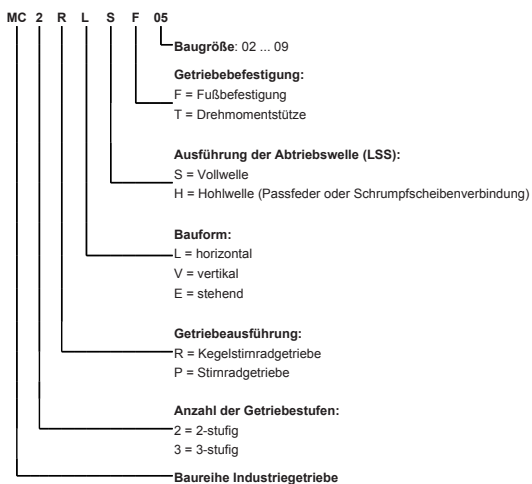 MC 2 R L S F 05
Baugröße: 02 ... 09
Getriebebefestigung:
F = Fußbefestigung
T = Drehmomentstütze
Ausführung der Abtriebswelle (LSS):
S = Vollwelle
H = Hohlwelle (Passfeder oder Schrumpfscheibenverbindung)
Bauform:
L = horizontal
V = vertikal
E = stehend
Getriebeausführung:
R = Kegelstirnradgetriebe
P = Stirnradgetriebe
Anzahl der Getriebestufen:
2 = 2-stufig
3 = 3-stufig
Baureihe Industriegetriebe